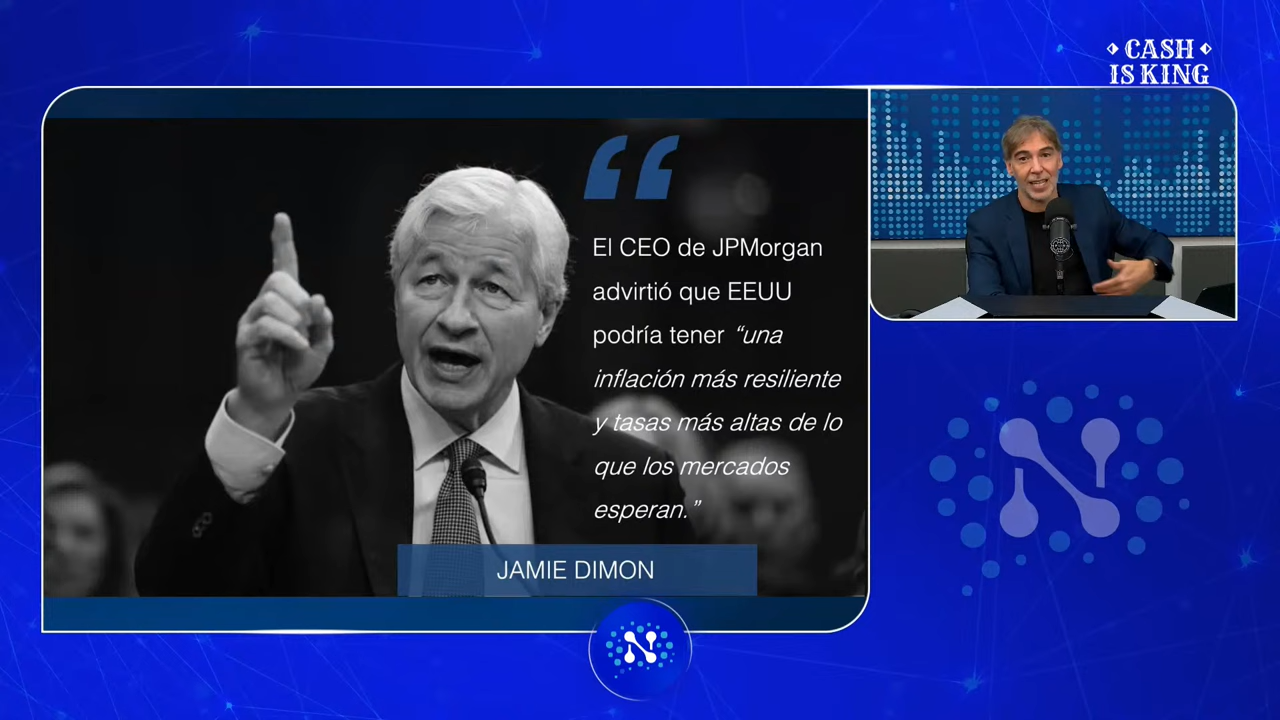 CASH
IS KING
“
El CEO de JPMorgan
advirtió que EEUU
podría tener “una
inflación más resiliente
y tasas más altas de lo
que los mercados
esperan.”
JAMIE DIMON
N
N